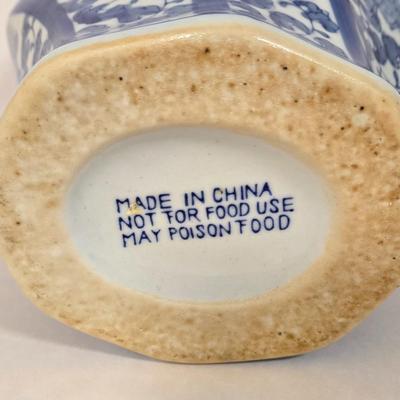 MADE IN CHINA
NOT FOR FOOD USE
MAY POISON FOOD